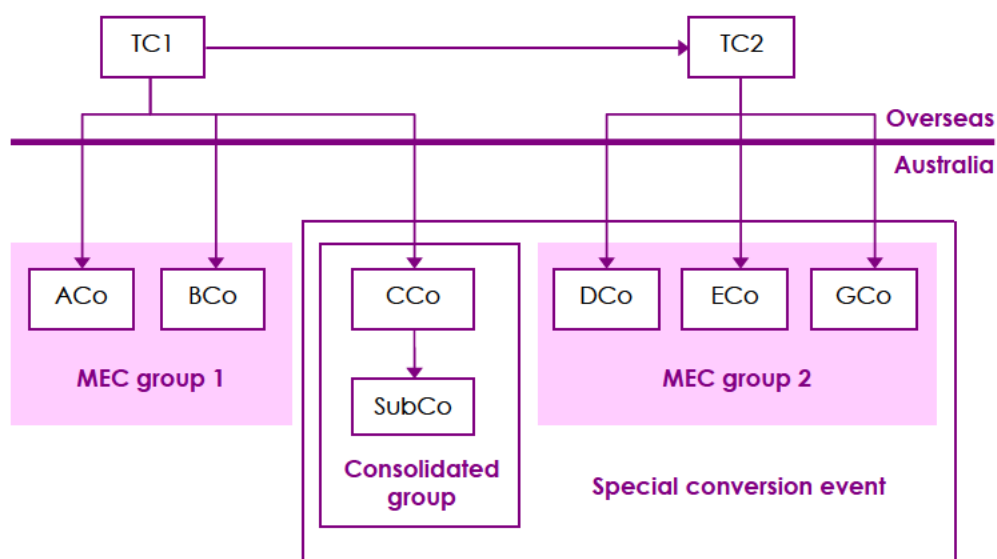 TC1
TC2
Overseas
Australia
ACo
BCo
CCo
DCo
ECo
GCo
MEC group 1
SubCo
MEC group 2
Consolidated
group
Special conversion event